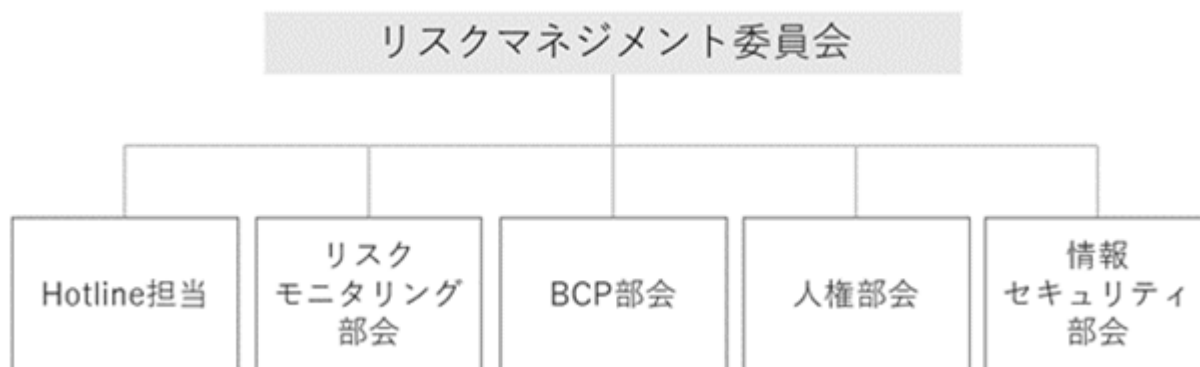 リスクマネジメント委員会
Hotline担当
リスク
モニタリング
部会
BCP部会
人権部会
情報
セキュリティ
部会